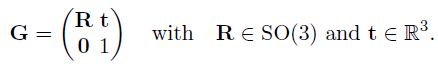 G = (R t
0 1) with R ∈ SO(3) and t ∈ ℝ³.